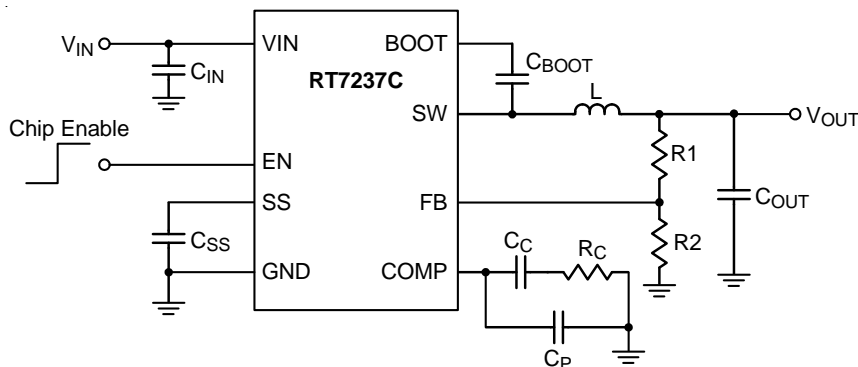 VIN
VIN
BOOT
CIN
CBOOT
RT7237C
SW
L
VOUT
Chip Enable
R1
EN
SS
FB
COUT
CSS
CC
RC
R2
GND
COMP
CP